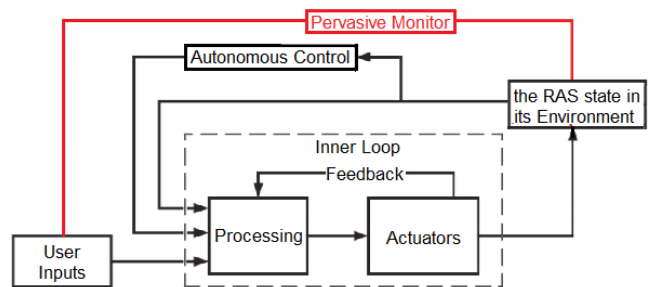 Pervasive Monitor
Autonomous Control
the RAS state in
its Environment
Inner Loop
Feedback
Processing
Actuators
User
Inputs